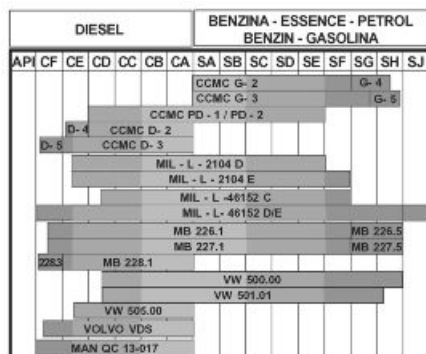 DIESEL BENZINA - ESSENCE - PETROL
BENZIN - GASOLINA
API CF CE CD CC CB CA SA SB SC SD SE SF SG SH SJ
CCMC G- 2 G- 4
CCMC G- 3 G- 5
CCMC PD - 1 / PD - 2
D- 4 CCMC D- 2
D- 5 CCMC D- 3
MIL - L - 2104 D
MIL - L - 2104 E
MIL - L -46152 C
MIL - L- 46152 D/E
MB 226.1 MB 226.5
MB 227.1 MB 227.5
228.3 MB 228.1
VW 500.00
VW 501.01
VW 505.00
VOLVO VDS
MAN QC 13-017